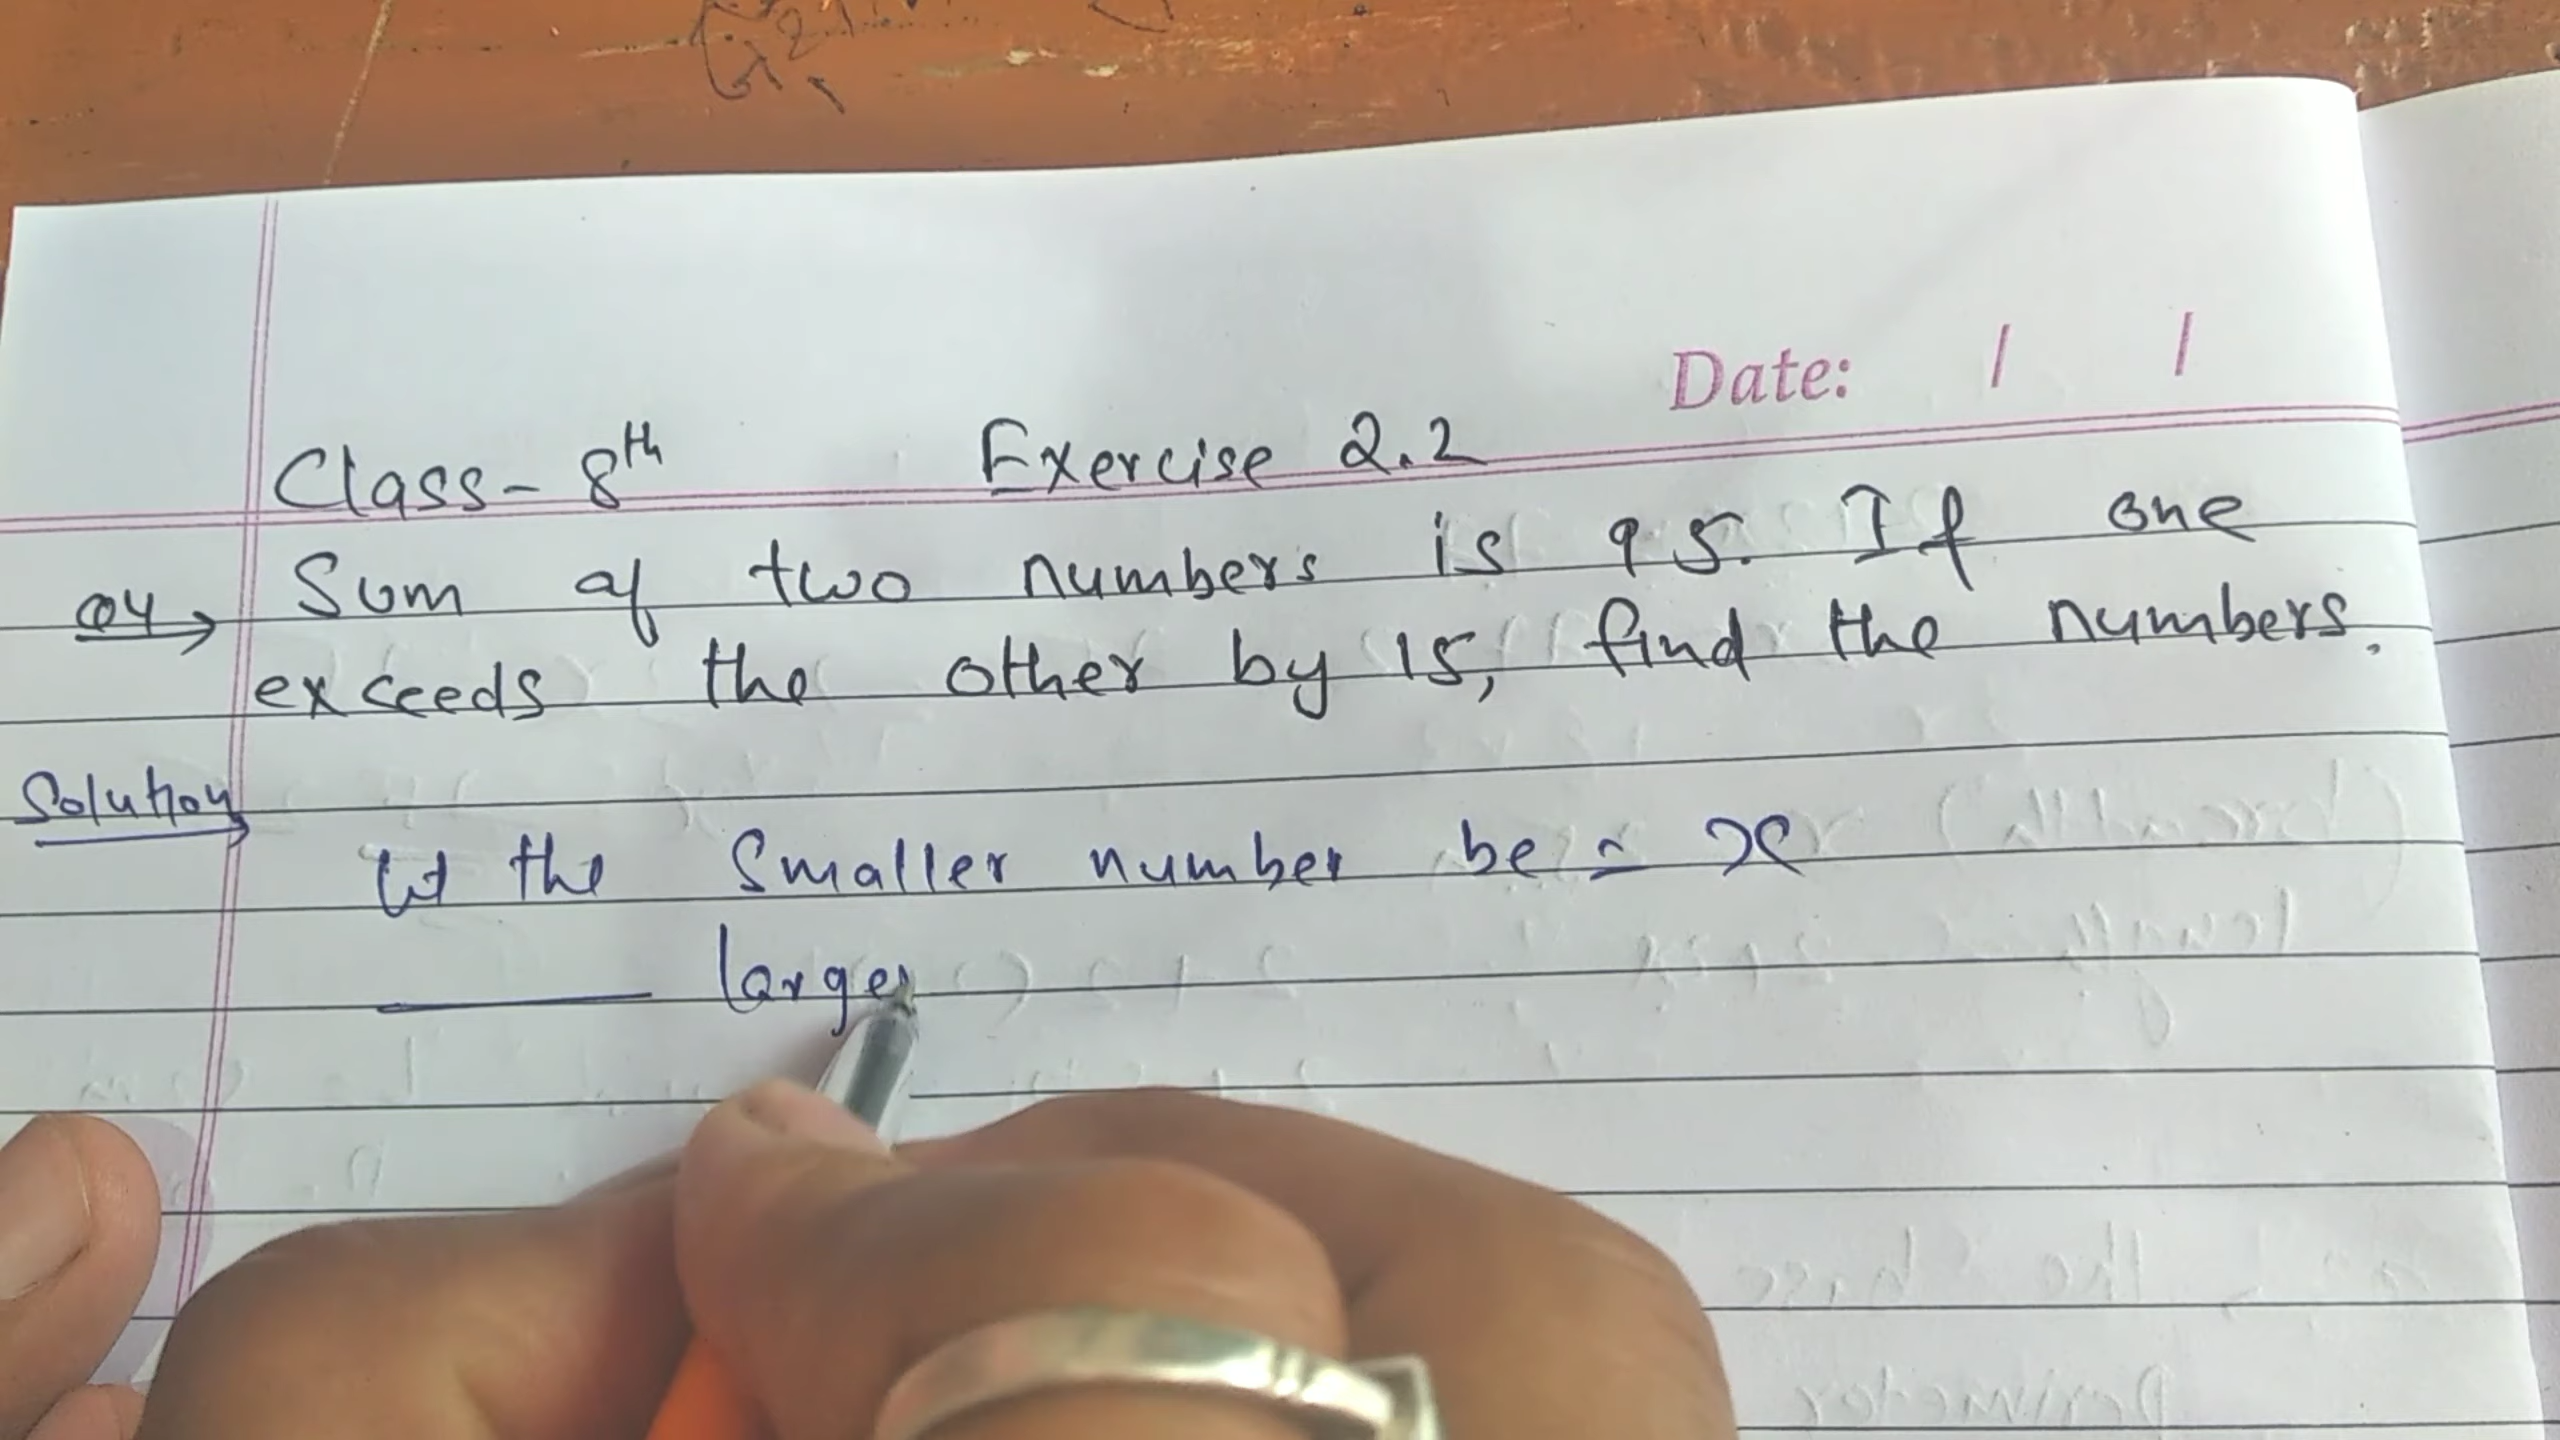 Date: / /
Class- 8th Exercise 2.2
Q4→ Sum of two numbers is 95. If one
exceeds the other by 15, find the numbers.
Solution
let the Smaller number be = x
larger